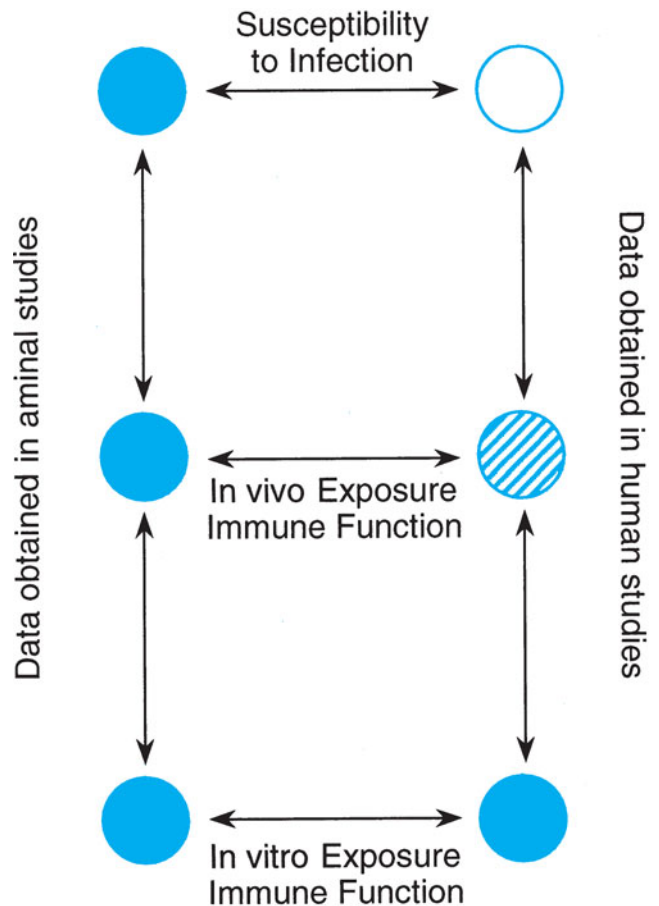 Susceptibility
to Infection
Data obtained in aminal studies
Data obtained in human studies
In vivo Exposure
Immune Function
In vitro Exposure
Immune Function